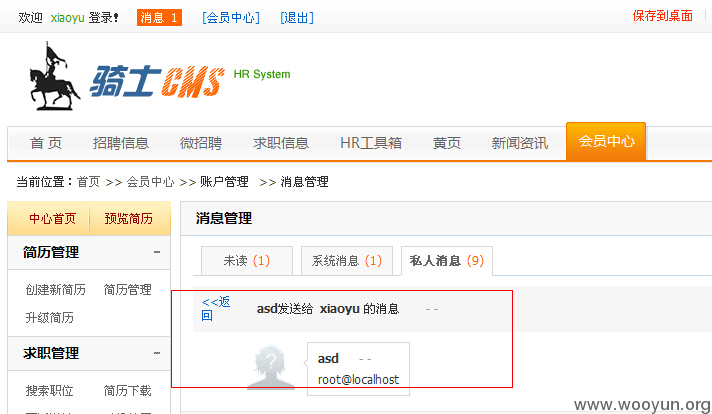 欢迎 xiaoyu 登录! 消息 1 [会员中心] [退出] 保存到桌面
骑士CMS HR System
首 页 招聘信息 微招聘 求职信息 HR工具箱 黄页 新闻资讯 会员中心
当前位置：首页 >> 会员中心 >> 账户管理 >> 消息管理
中心首页 预览简历
简历管理 －
创建新简历 简历管理
升级简历
求职管理 －
搜索职位 简历下载
消息管理
未读 (1) 系统消息 (1) 私人消息 (9)
<<返回 asd发送给 xiaoyu 的消息 - -
asd - -
root@localhost
www.wooyun.org